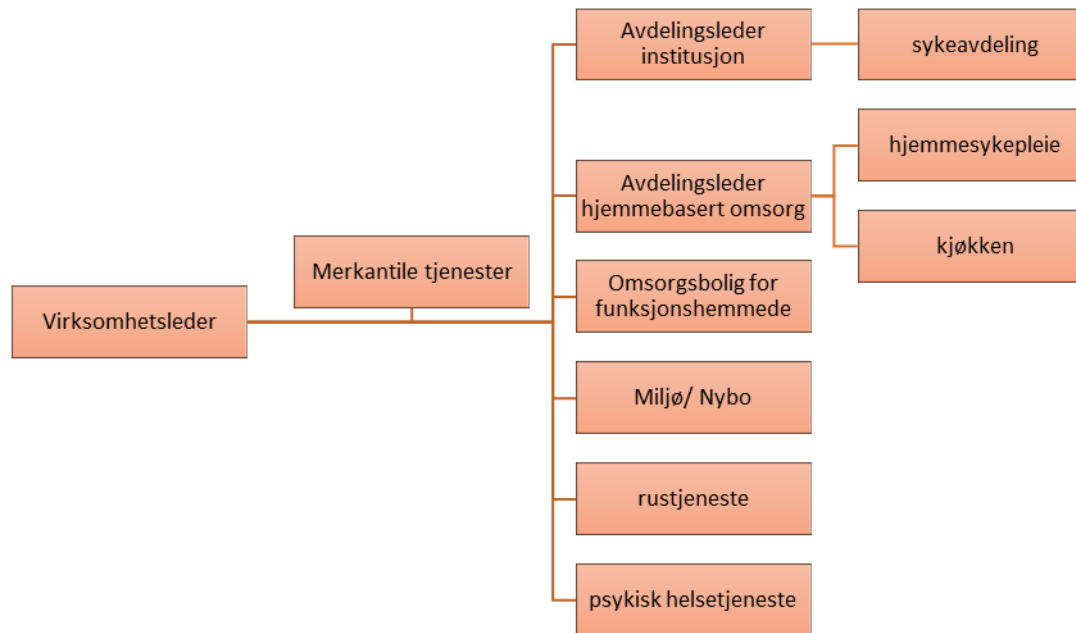 Virksomhetsleder
Merkantile tjenester
Avdelingsleder
institusjon
sykeavdeling
Avdelingsleder
hjemmebasert omsorg
hjemmesykepleie
kjøkken
Omsorgsbolig for
funksjonshemmede
Miljø/ Nybo
rustjeneste
psykisk helsetjeneste